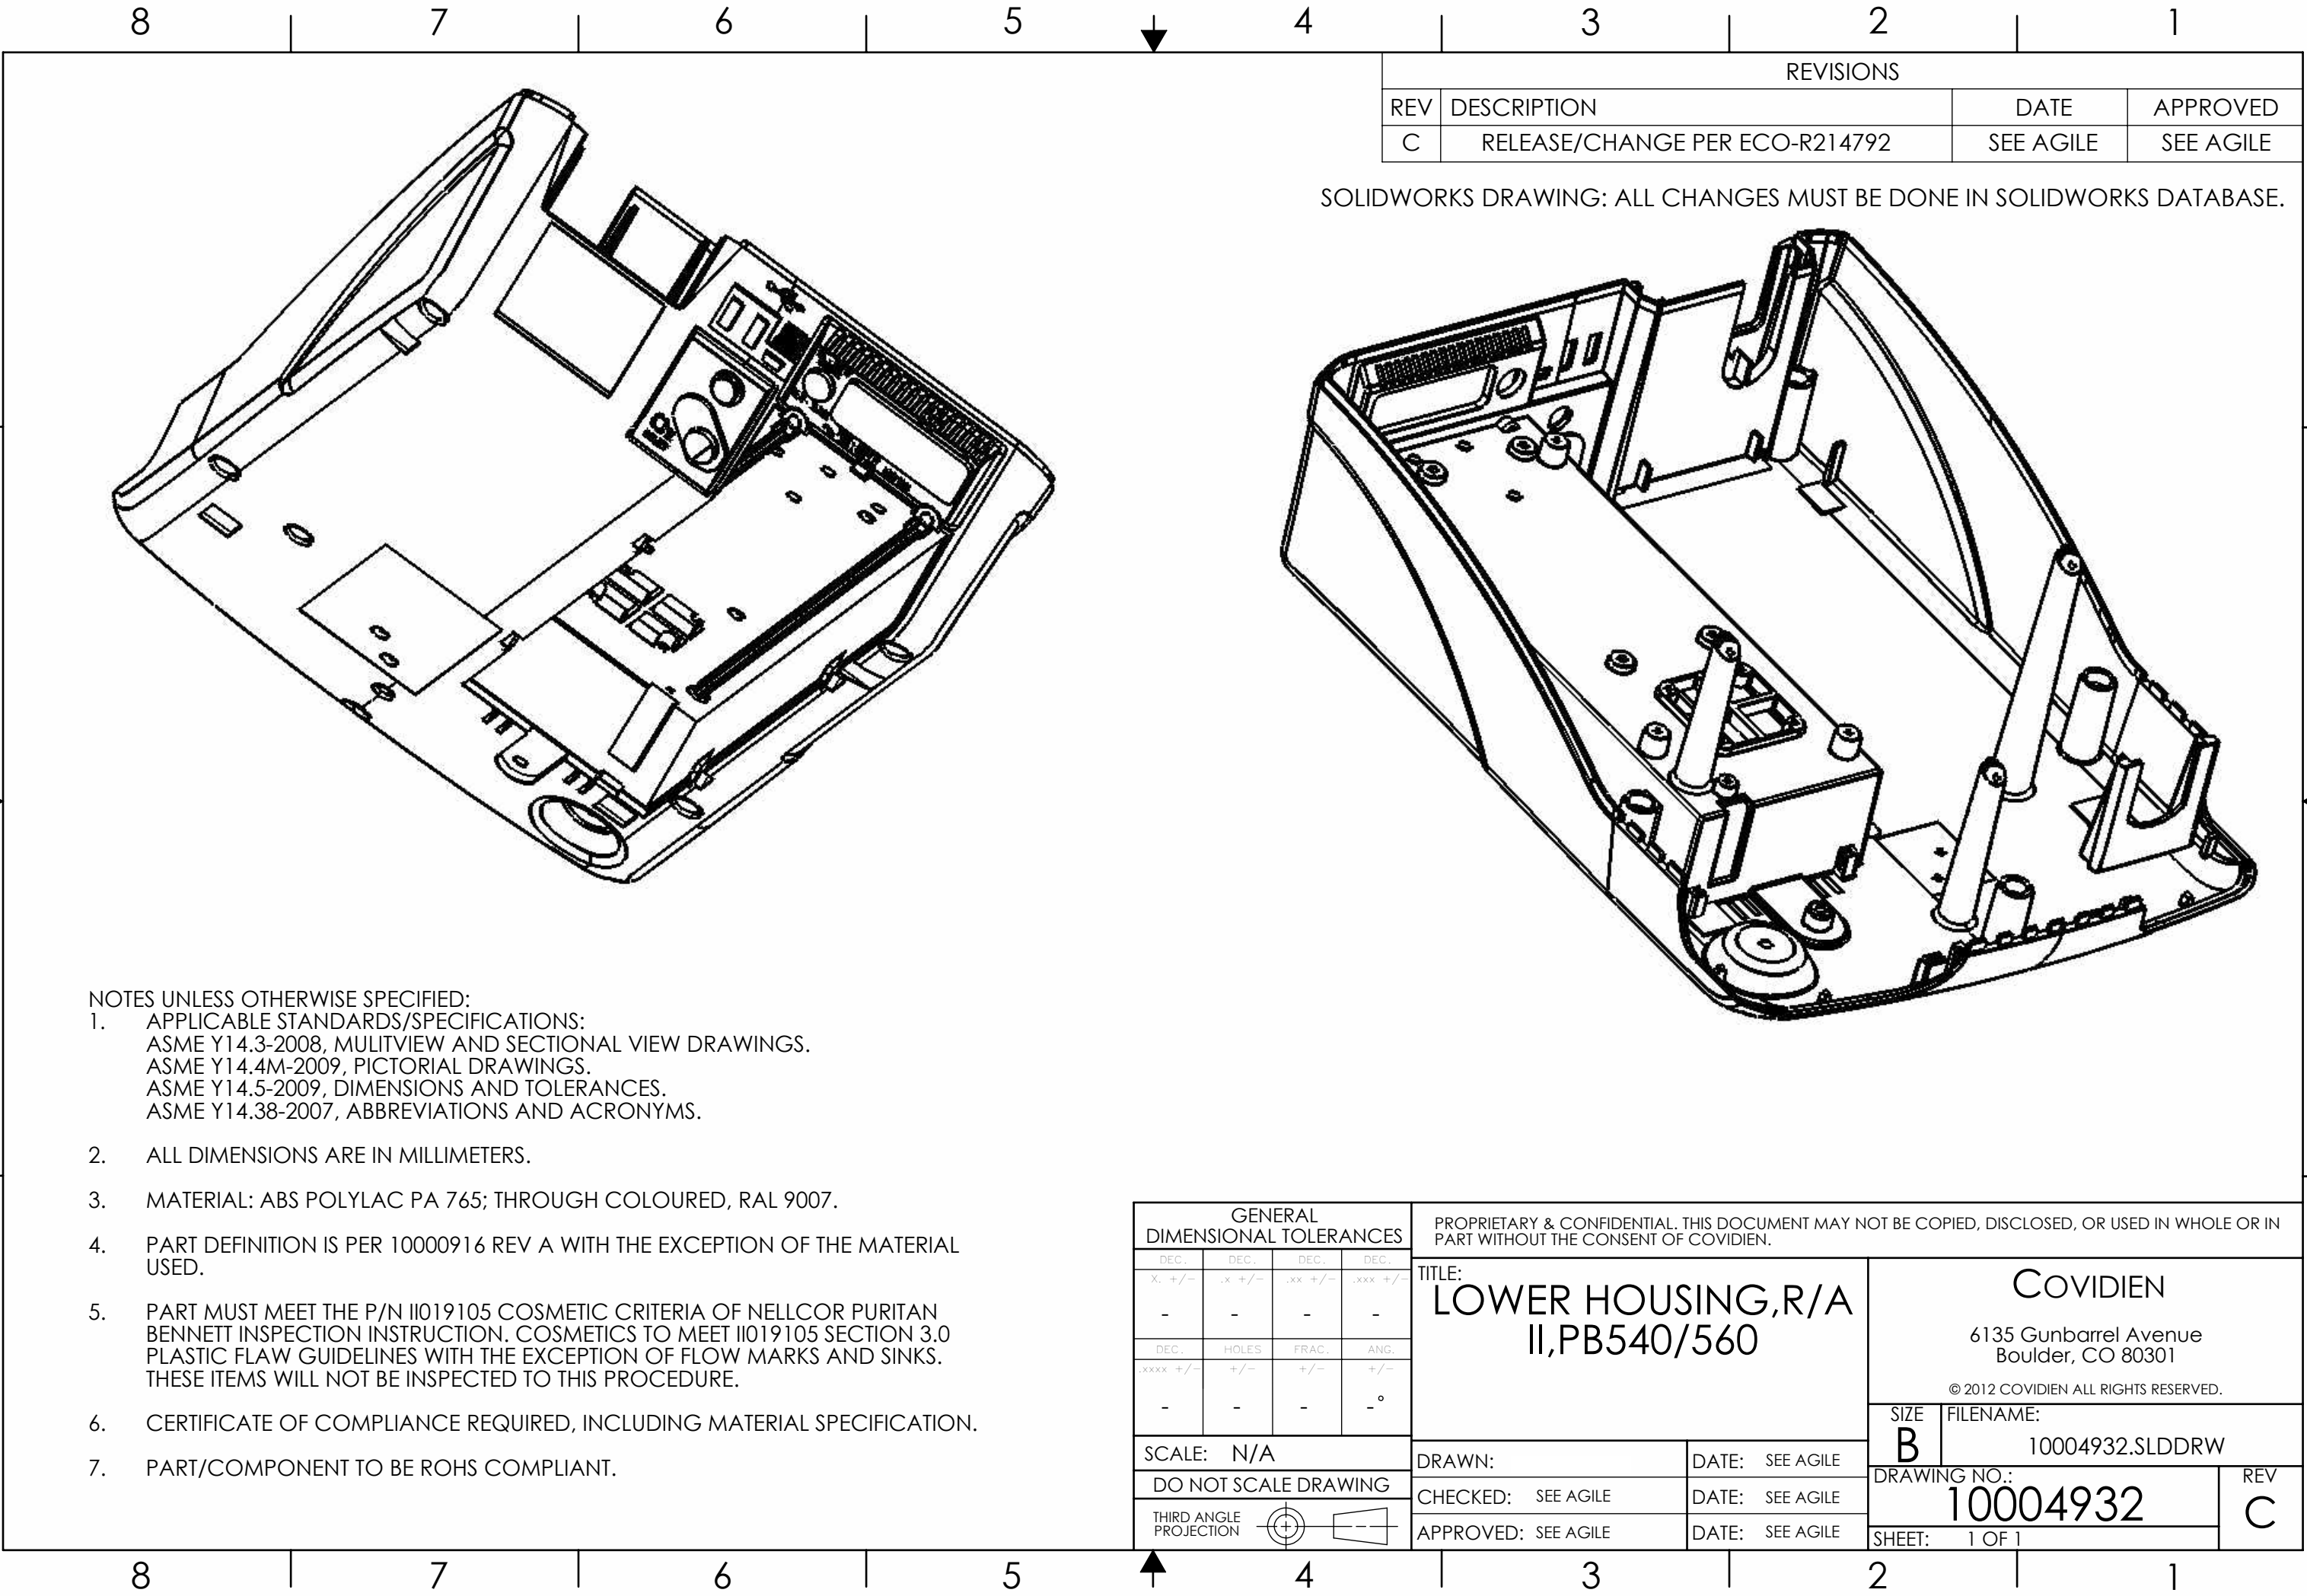 8 7 6 5 4 3 2 1
REVISIONS
REV DESCRIPTION DATE APPROVED
C RELEASE/CHANGE PER ECO-R214792 SEE AGILE SEE AGILE
SOLIDWORKS DRAWING: ALL CHANGES MUST BE DONE IN SOLIDWORKS DATABASE.
NOTES UNLESS OTHERWISE SPECIFIED:
1. APPLICABLE STANDARDS/SPECIFICATIONS:
ASME Y14.3-2008, MULITVIEW AND SECTIONAL VIEW DRAWINGS.
ASME Y14.4M-2009, PICTORIAL DRAWINGS.
ASME Y14.5-2009, DIMENSIONS AND TOLERANCES.
ASME Y14.38-2007, ABBREVIATIONS AND ACRONYMS.
2. ALL DIMENSIONS ARE IN MILLIMETERS.
3. MATERIAL: ABS POLYLAC PA 765; THROUGH COLOURED, RAL 9007.
4. PART DEFINITION IS PER 10000916 REV A WITH THE EXCEPTION OF THE MATERIAL
USED.
5. PART MUST MEET THE P/N II019105 COSMETIC CRITERIA OF NELLCOR PURITAN
BENNETT INSPECTION INSTRUCTION. COSMETICS TO MEET II019105 SECTION 3.0
PLASTIC FLAW GUIDELINES WITH THE EXCEPTION OF FLOW MARKS AND SINKS.
THESE ITEMS WILL NOT BE INSPECTED TO THIS PROCEDURE.
6. CERTIFICATE OF COMPLIANCE REQUIRED, INCLUDING MATERIAL SPECIFICATION.
7. PART/COMPONENT TO BE ROHS COMPLIANT.
GENERAL
DIMENSIONAL TOLERANCES
DEC. DEC. DEC. DEC.
X. +/- .x +/- .xx +/- .xxx +/-
- - - -
DEC. HOLES FRAC. ANG.
.xxxx +/- +/- +/- +/-
- - - -°
SCALE: N/A
DO NOT SCALE DRAWING
THIRD ANGLE
PROJECTION
PROPRIETARY & CONFIDENTIAL. THIS DOCUMENT MAY NOT BE COPIED, DISCLOSED, OR USED IN WHOLE OR IN
PART WITHOUT THE CONSENT OF COVIDIEN.
TITLE:
LOWER HOUSING,R/A
II,PB540/560
DRAWN: DATE: SEE AGILE
CHECKED: SEE AGILE DATE: SEE AGILE
APPROVED: SEE AGILE DATE: SEE AGILE
COVIDIEN
6135 Gunbarrel Avenue
Boulder, CO 80301
© 2012 COVIDIEN ALL RIGHTS RESERVED.
SIZE FILENAME:
B 10004932.SLDDRW
DRAWING NO.: REV
10004932 C
SHEET: 1 OF 1
8 7 6 5 4 3 2 1